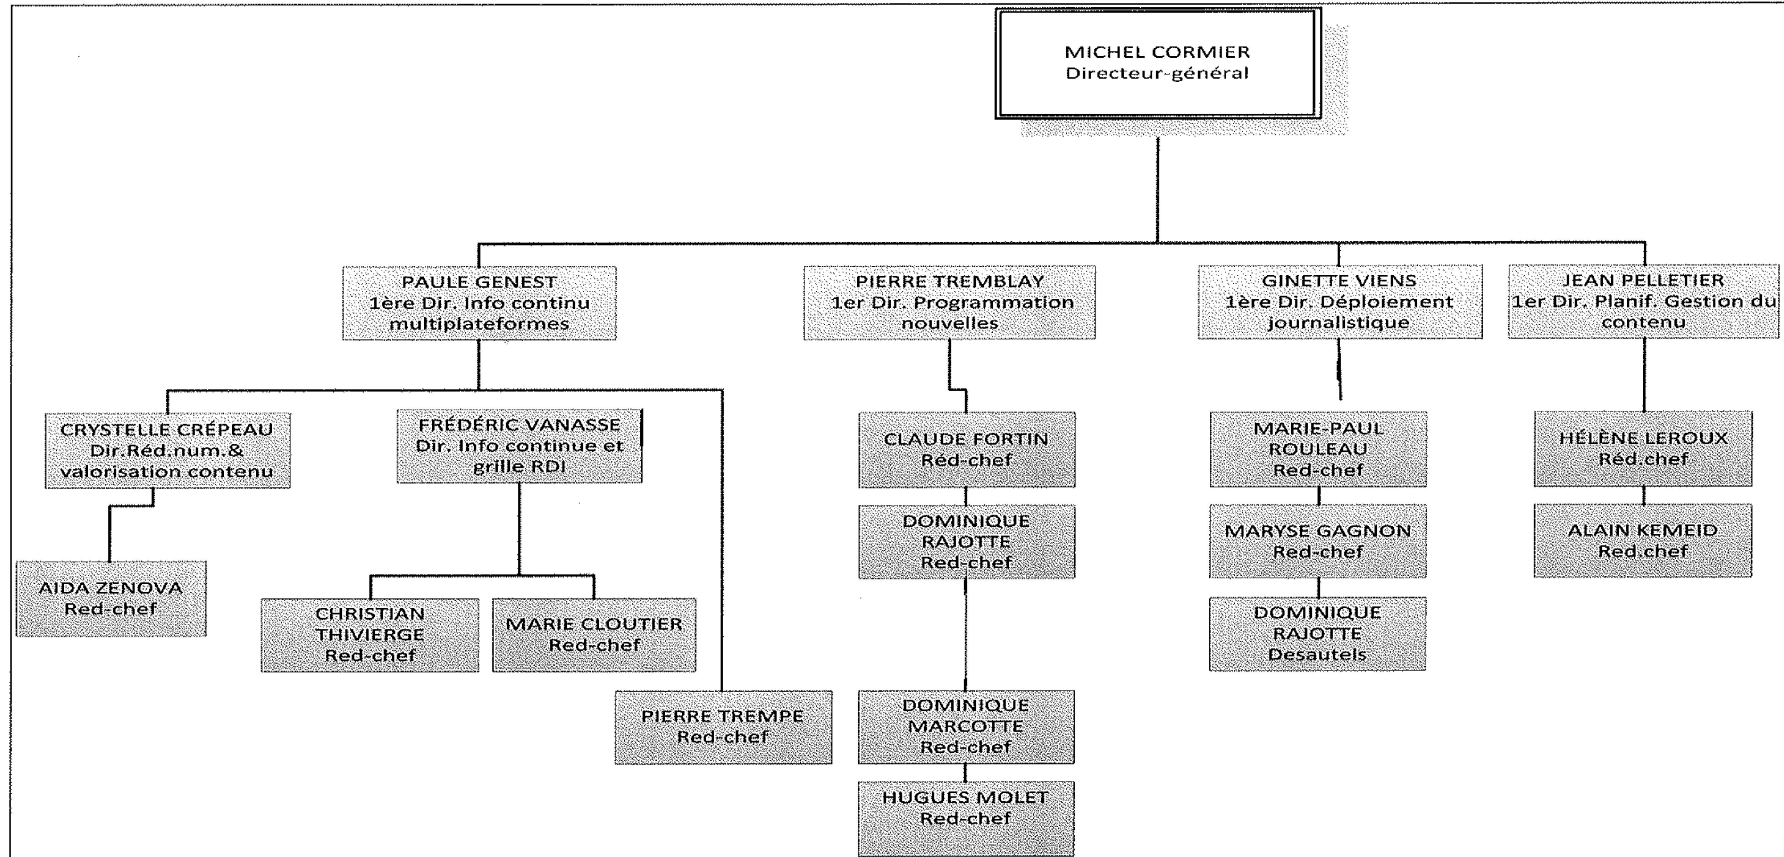 MICHEL CORMIER
Directeur-général
PAULE GENEST
1ère Dir. Info continu
multiplateformes
PIERRE TREMBLAY
1er Dir. Programmation
nouvelles
GINETTE VIENS
1ère Dir. Déploiement
journalistique
JEAN PELLETIER
1er Dir. Planif. Gestion du
contenu
CRYSTELLE CRÉPEAU
Dir.Réd.num.&
valorisation contenu
FRÉDÉRIC VANASSE
Dir. Info continue et
grille RDI
CLAUDE FORTIN
Réd-chef
MARIE-PAUL
ROULEAU
Red-chef
HÉLÈNE LEROUX
Réd.chef
DOMINIQUE
RAJOTTE
Red-chef
MARYSE GAGNON
Red-chef
ALAIN KEMEID
Red.chef
AIDA ZENOVA
Red-chef
CHRISTIAN
THIVIERGE
Red-chef
MARIE CLOUTIER
Red-chef
DOMINIQUE
RAJOTTE
Desautels
PIERRE TREMPE
Red-chef
DOMINIQUE
MARCOTTE
Red-chef
HUGUES MOLET
Red-chef